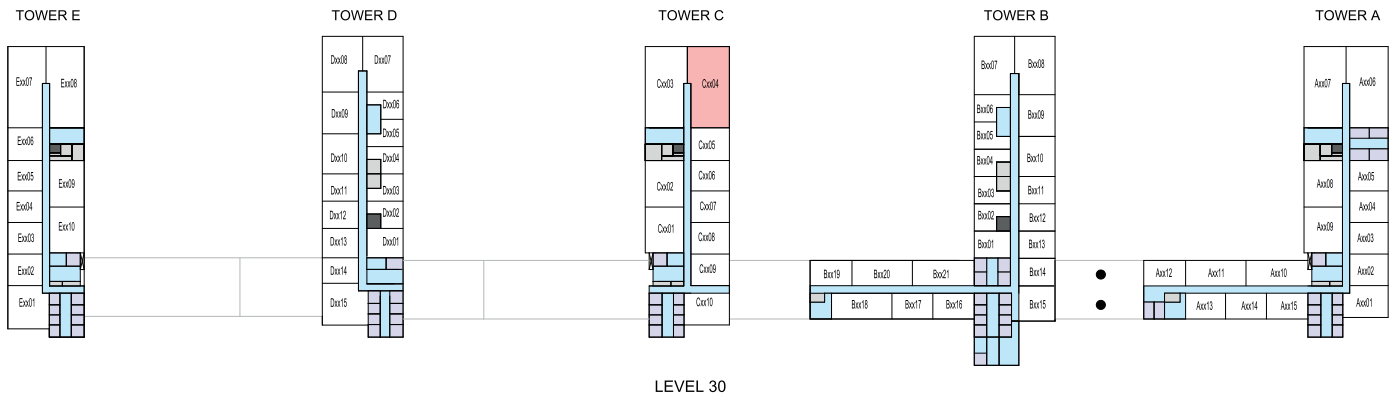 TOWER E
TOWER D
TOWER C
TOWER B
TOWER A
Exx07
Exx08
Exx06
Exx05
Exx09
Exx04
Exx10
Exx03
Exx02
Exx01
Dxx08
Dxx07
Dxx09
Dxx06
Dxx05
Dxx10
Dxx04
Dxx11
Dxx03
Dxx12
Dxx02
Dxx13
Dxx01
Dxx14
Dxx15
Cxx03
Cxx04
Cxx05
Cxx02
Cxx06
Cxx07
Cxx01
Cxx08
Cxx09
Cxx10
Bxx07
Bxx08
Bxx06
Bxx09
Bxx05
Bxx04
Bxx10
Bxx03
Bxx11
Bxx02
Bxx12
Bxx01
Bxx13
Bxx19
Bxx20
Bxx21
Bxx14
Bxx18
Bxx17
Bxx16
Bxx15
Axx07
Axx06
Axx08
Axx05
Axx04
Axx09
Axx03
Axx12
Axx11
Axx10
Axx02
Axx13
Axx14
Axx15
Axx01
LEVEL 30